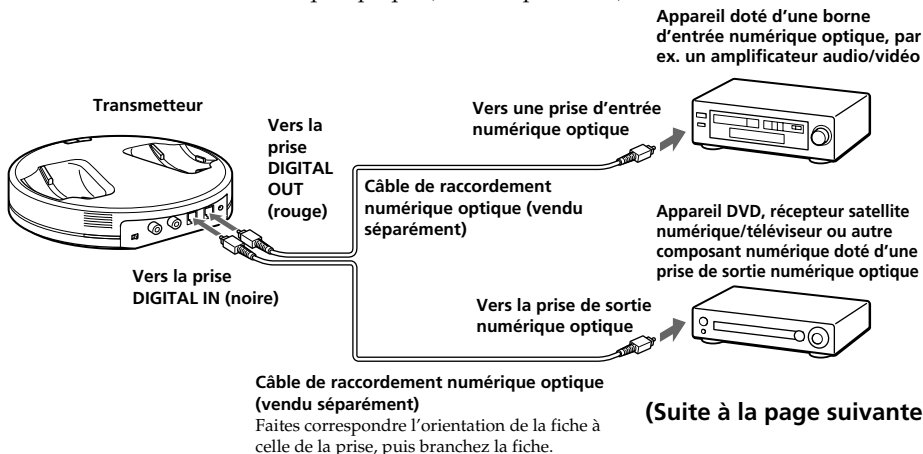 Appareil doté d'une borne
d'entrée numérique optique, par
ex. un amplificateur audio/vidéo
Transmetteur
Vers la
prise
DIGITAL
OUT
(rouge)
Vers une prise d'entrée
numérique optique
Câble de raccordement
numérique optique (vendu
séparément)
Appareil DVD, récepteur satellite
numérique/téléviseur ou autre
composant numérique doté d'une
prise de sortie numérique optique
Vers la prise
DIGITAL IN (noire)
Vers la prise de sortie
numérique optique
Câble de raccordement numérique optique
(vendu séparément)
Faites correspondre l'orientation de la fiche à
celle de la prise, puis branchez la fiche.
(Suite à la page suivante